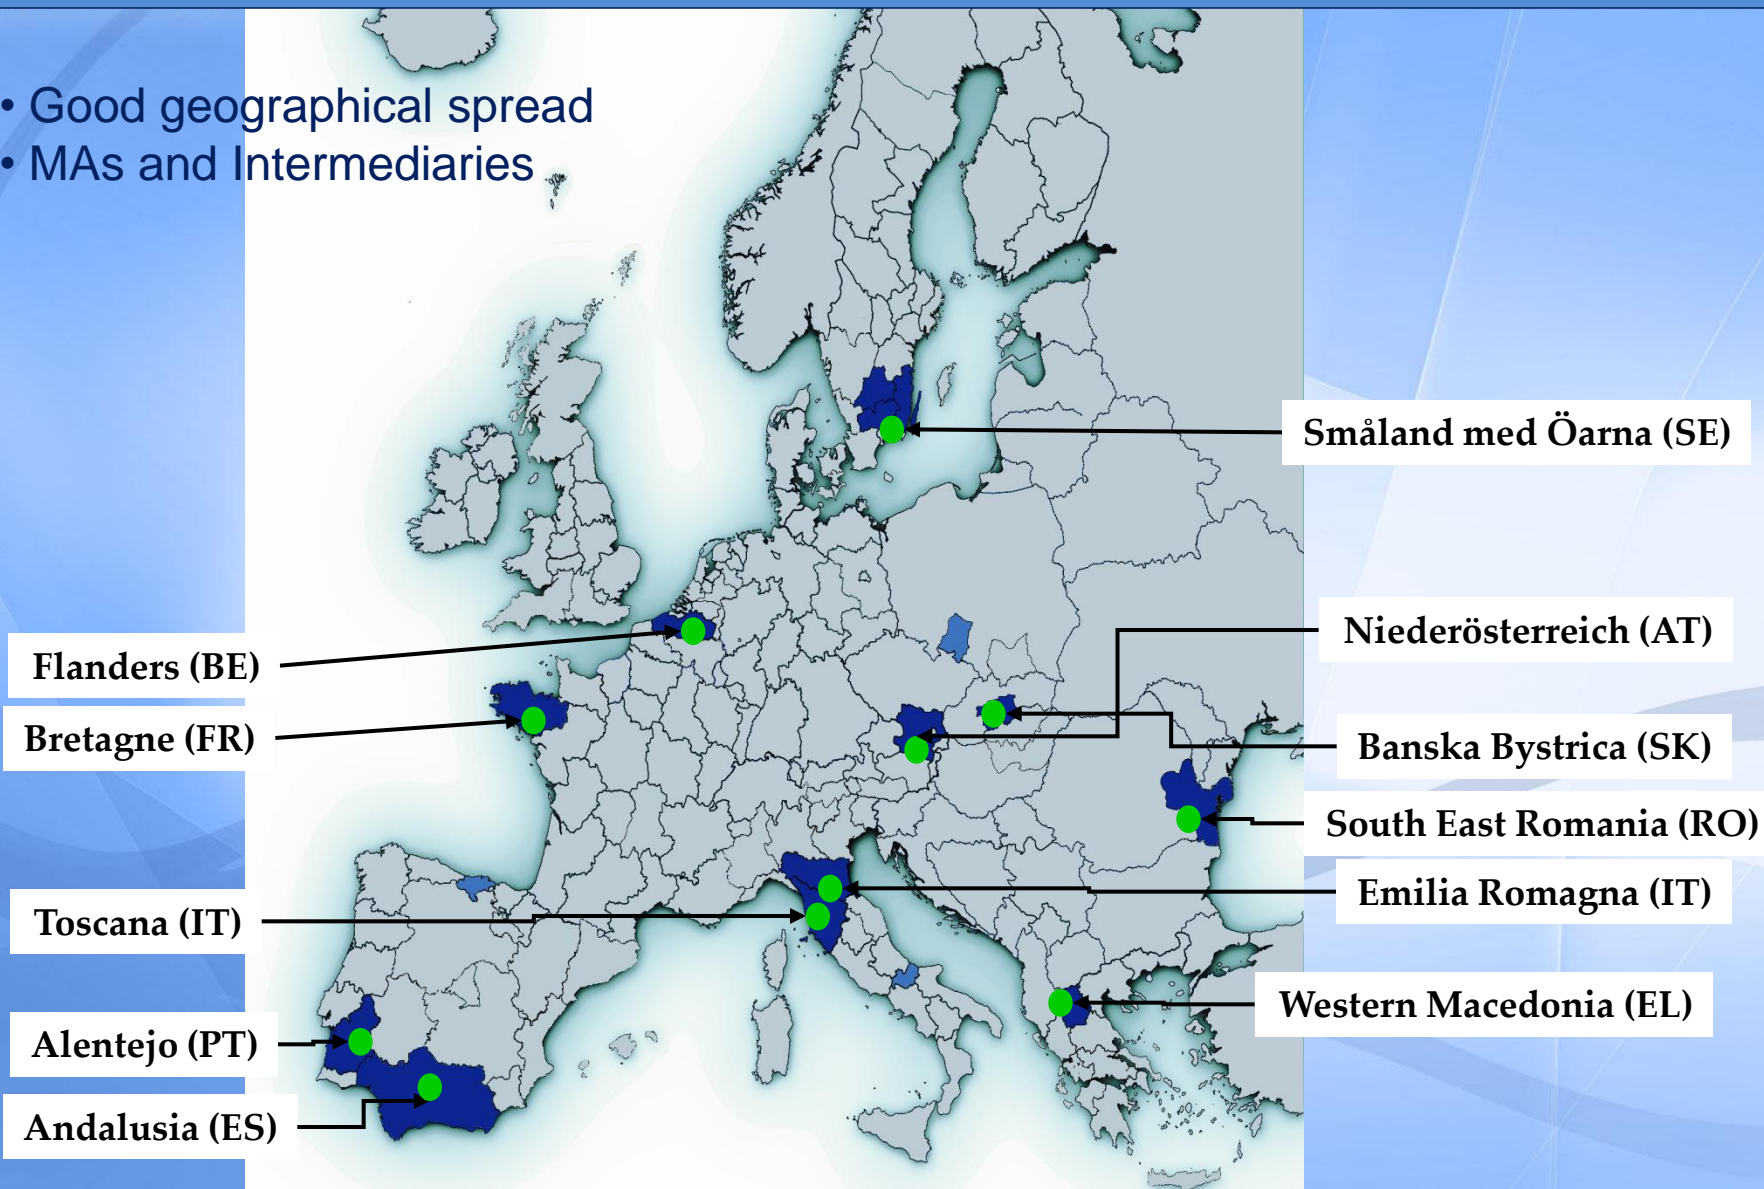 • Good geographical spread
• MAs and Intermediaries
Småland med Öarna (SE)
Flanders (BE)
Niederösterreich (AT)
Bretagne (FR)
Banska Bystrica (SK)
South East Romania (RO)
Emilia Romagna (IT)
Toscana (IT)
Western Macedonia (EL)
Alentejo (PT)
Andalusia (ES)